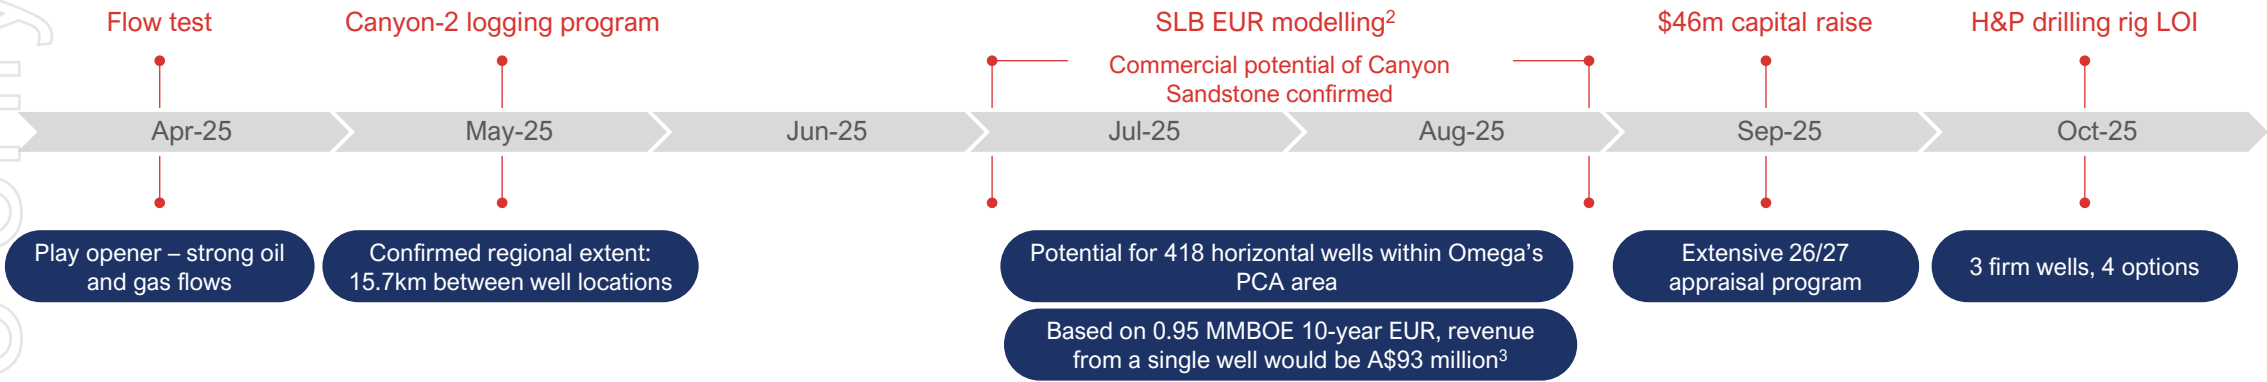 Flow test
Canyon-2 logging program
SLB EUR modelling²
$46m capital raise
H&P drilling rig LOI
Commercial potential of Canyon
Sandstone confirmed
Apr-25
May-25
Jun-25
Jul-25
Aug-25
Sep-25
Oct-25
Play opener – strong oil
and gas flows
Confirmed regional extent:
15.7km between well locations
Potential for 418 horizontal wells within Omega’s
PCA area
Extensive 26/27
appraisal program
3 firm wells, 4 options
Based on 0.95 MMBOE 10-year EUR, revenue
from a single well would be A$93 million³